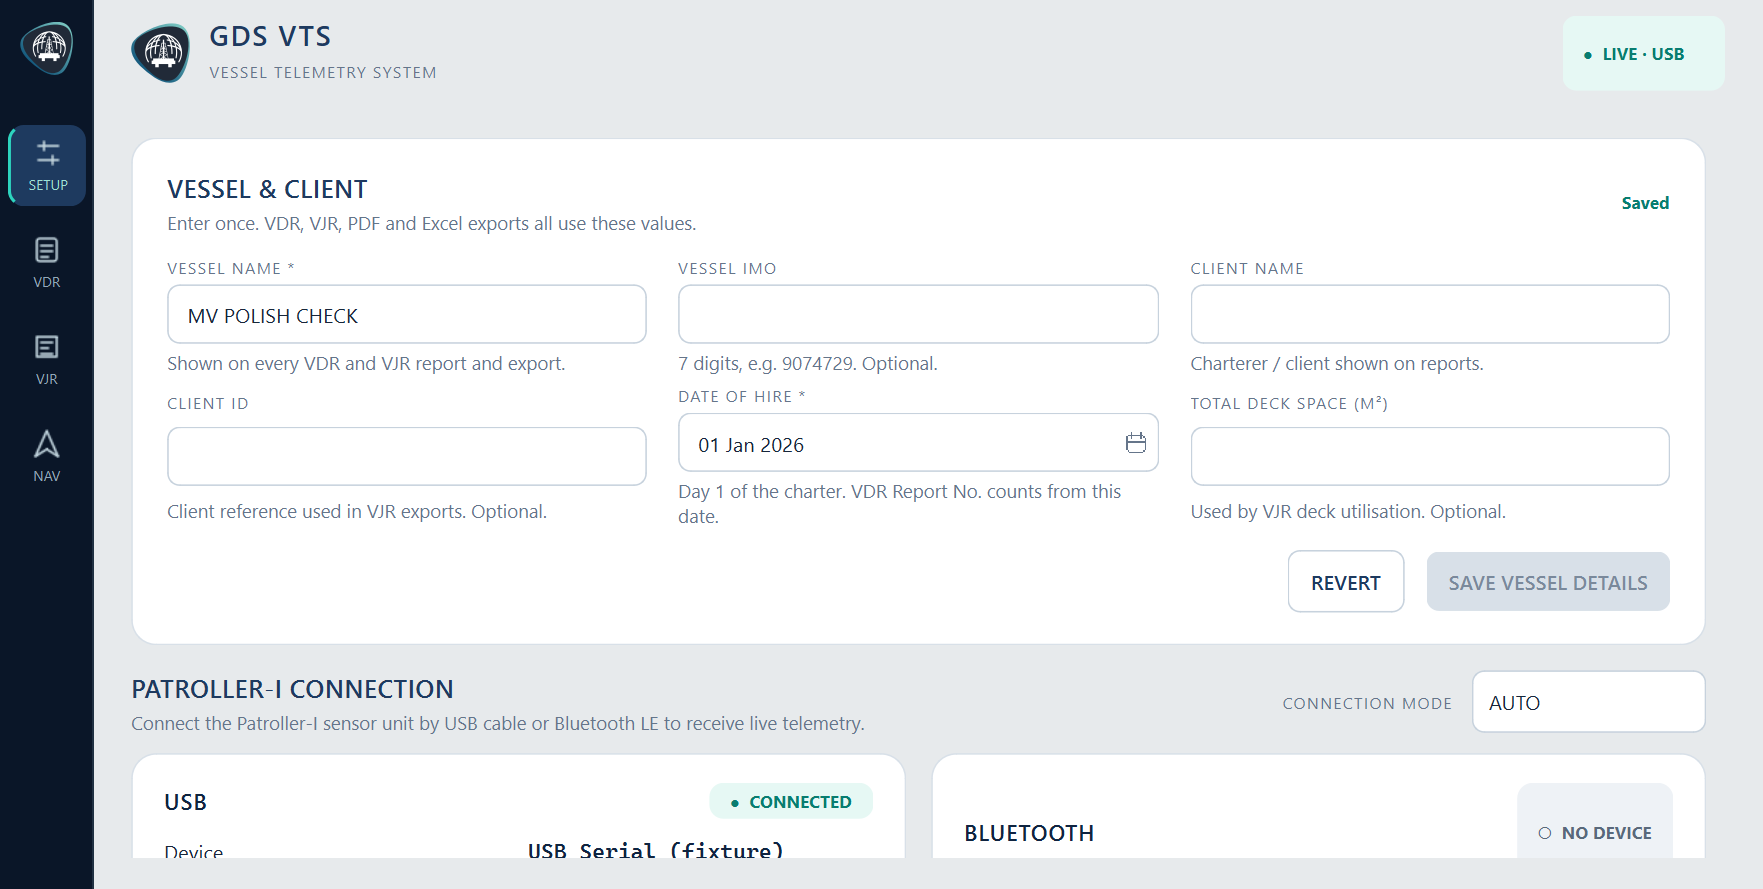 GDS VTS
VESSEL TELEMETRY SYSTEM
● LIVE · USB
SETUP
VDR
VJR
NAV
VESSEL & CLIENT
Enter once. VDR, VJR, PDF and Excel exports all use these values.
Saved
VESSEL NAME *
MV POLISH CHECK
Shown on every VDR and VJR report and export.
VESSEL IMO
7 digits, e.g. 9074729. Optional.
CLIENT NAME
Charterer / client shown on reports.
CLIENT ID
Client reference used in VJR exports. Optional.
DATE OF HIRE *
01 Jan 2026
Day 1 of the charter. VDR Report No. counts from this
date.
TOTAL DECK SPACE (M²)
Used by VJR deck utilisation. Optional.
REVERT
SAVE VESSEL DETAILS
PATROLLER-I CONNECTION
Connect the Patroller-I sensor unit by USB cable or Bluetooth LE to receive live telemetry.
CONNECTION MODE
AUTO
USB
● CONNECTED
Device
USB Serial (fixture)
BLUETOOTH
○ NO DEVICE